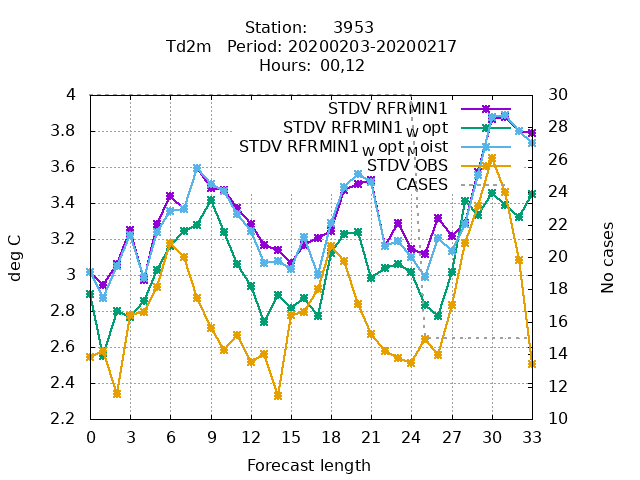 Station: 3953
Td2m Period: 20200203-20200217
Hours: 00,12
4
3.8
3.6
3.4
3.2
3
2.8
2.6
2.4
2.2
30
28
26
24
22
20
18
16
14
12
10
STDV RFRMIN1
STDV RFRMIN1_W opt
STDV RFRMIN1_W opt_M oist
STDV OBS
CASES
deg C
No cases
0 3 6 9 12 15 18 21 24 27 30 33
Forecast length